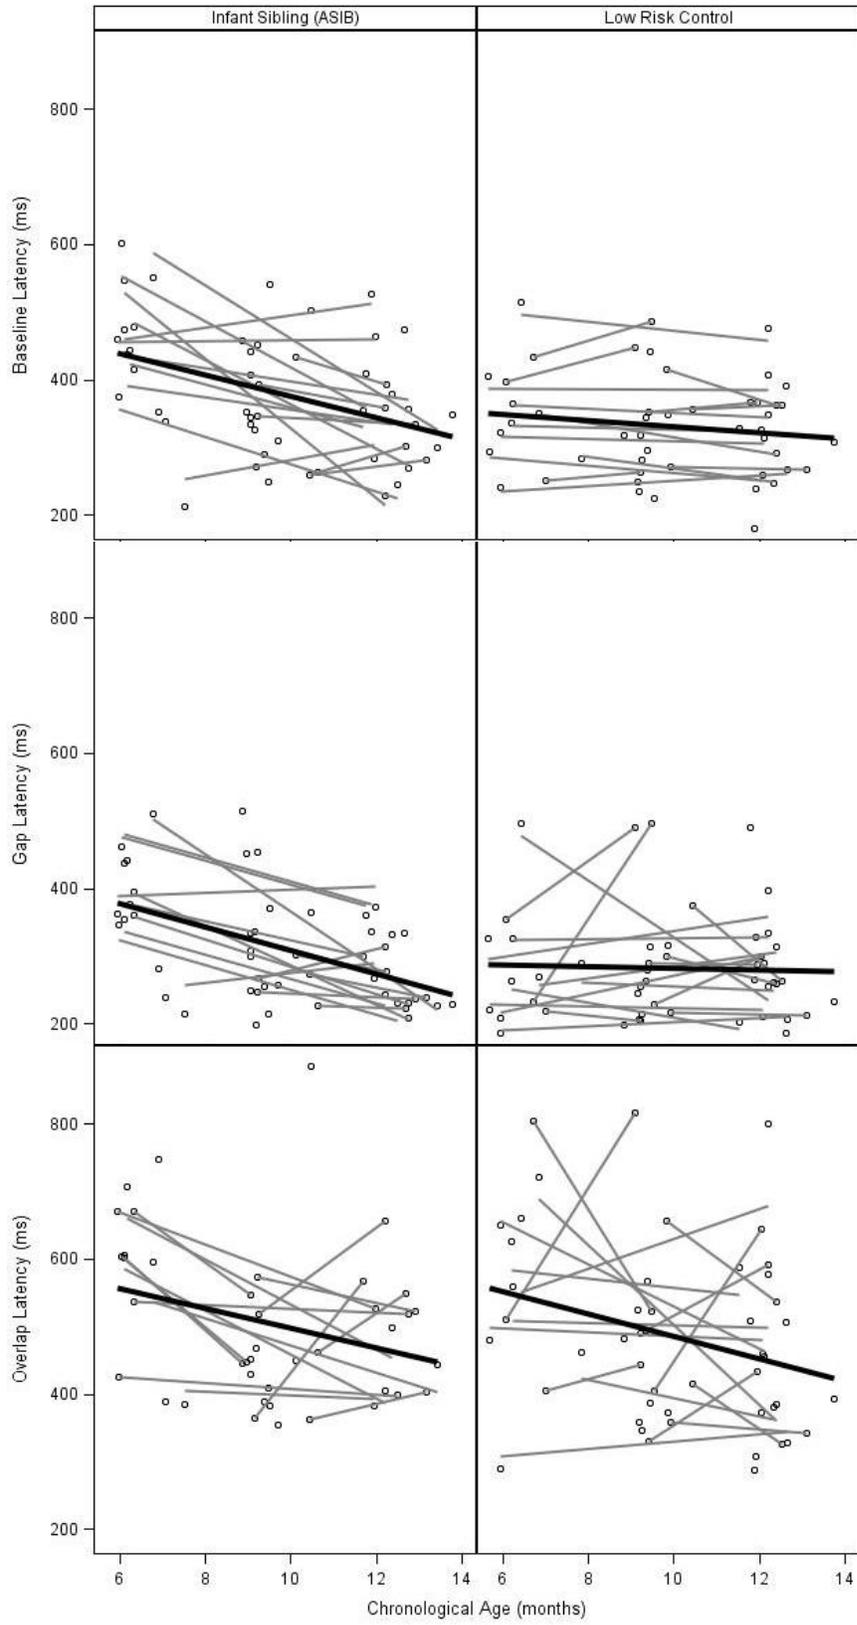 Infant Sibling (ASIB) Low Risk Control
Baseline Latency (ms)
800
600
400
200
Gap Latency (ms)
800
600
400
200
Overlap Latency (ms)
800
600
400
200
6 8 10 12 14 6 8 10 12 14
Chronological Age (months)